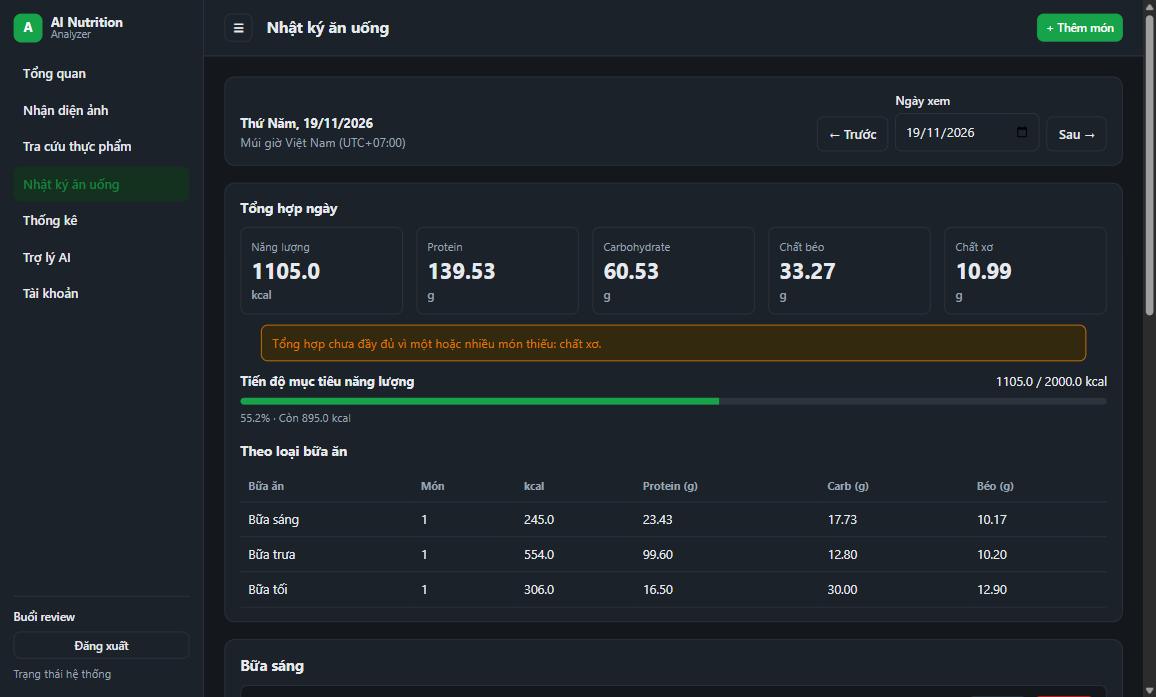 A
AI Nutrition
Analyzer
Tổng quan
Nhận diện ảnh
Tra cứu thực phẩm
Nhật ký ăn uống
Thống kê
Trợ lý AI
Tài khoản
Buổi review
Đăng xuất
Trạng thái hệ thống
☰ Nhật ký ăn uống
+ Thêm món
Thứ Năm, 19/11/2026
Múi giờ Việt Nam (UTC+07:00)
Ngày xem
← Trước 19/11/2026 Sau →
Tổng hợp ngày
Năng lượng
1105.0
kcal
Protein
139.53
g
Carbohydrate
60.53
g
Chất béo
33.27
g
Chất xơ
10.99
g
Tổng hợp chưa đầy đủ vì một hoặc nhiều món thiếu: chất xơ.
Tiến độ mục tiêu năng lượng 1105.0 / 2000.0 kcal
55.2% · Còn 895.0 kcal
Theo loại bữa ăn
Bữa ăn Món kcal Protein (g) Carb (g) Béo (g)
Bữa sáng 1 245.0 23.43 17.73 10.17
Bữa trưa 1 554.0 99.60 12.80 10.20
Bữa tối 1 306.0 16.50 30.00 12.90
Bữa sáng